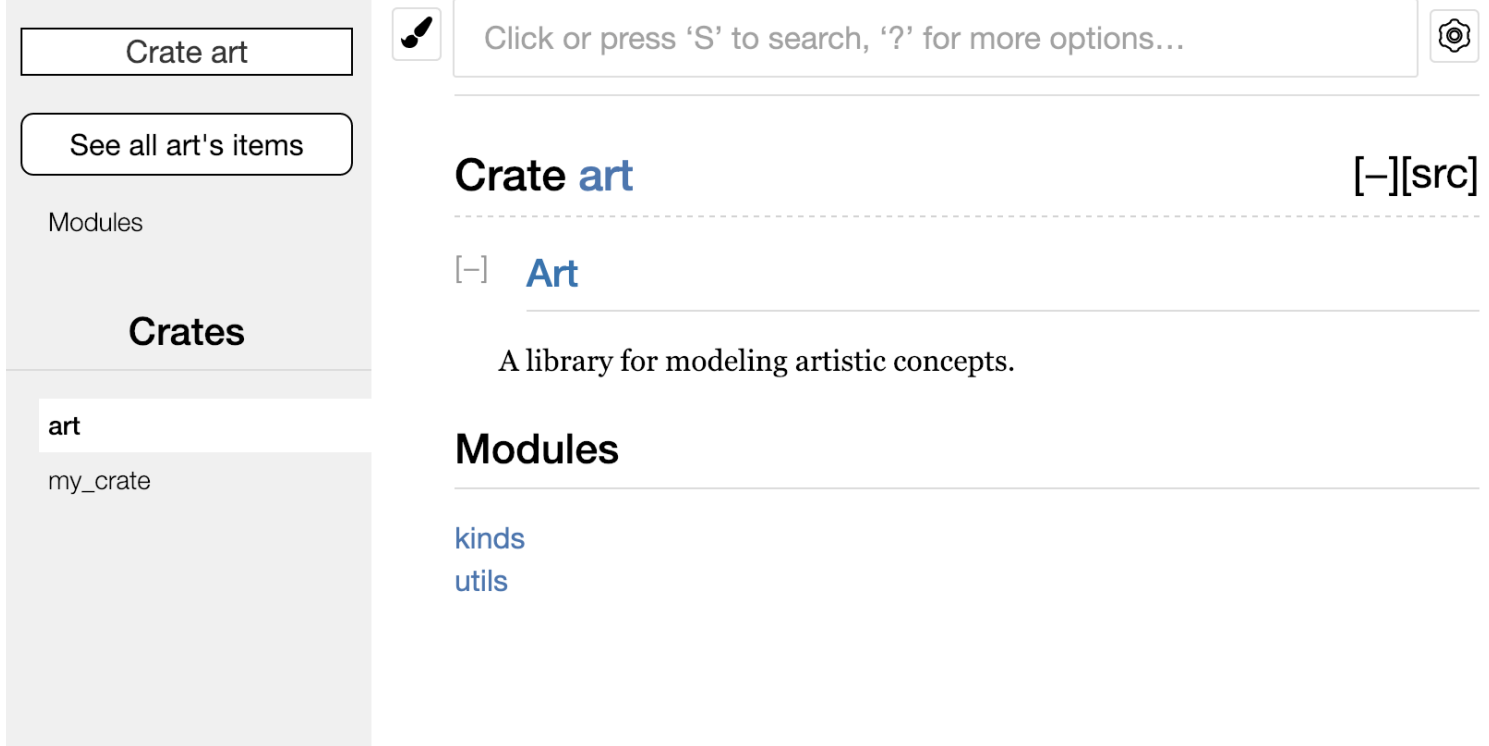 Crate art
See all art's items
Modules
Crates
art
my_crate
Click or press ‘S’ to search, ‘?’ for more options…
Crate art
[−][src]
[−]
Art
A library for modeling artistic concepts.
Modules
kinds
utils